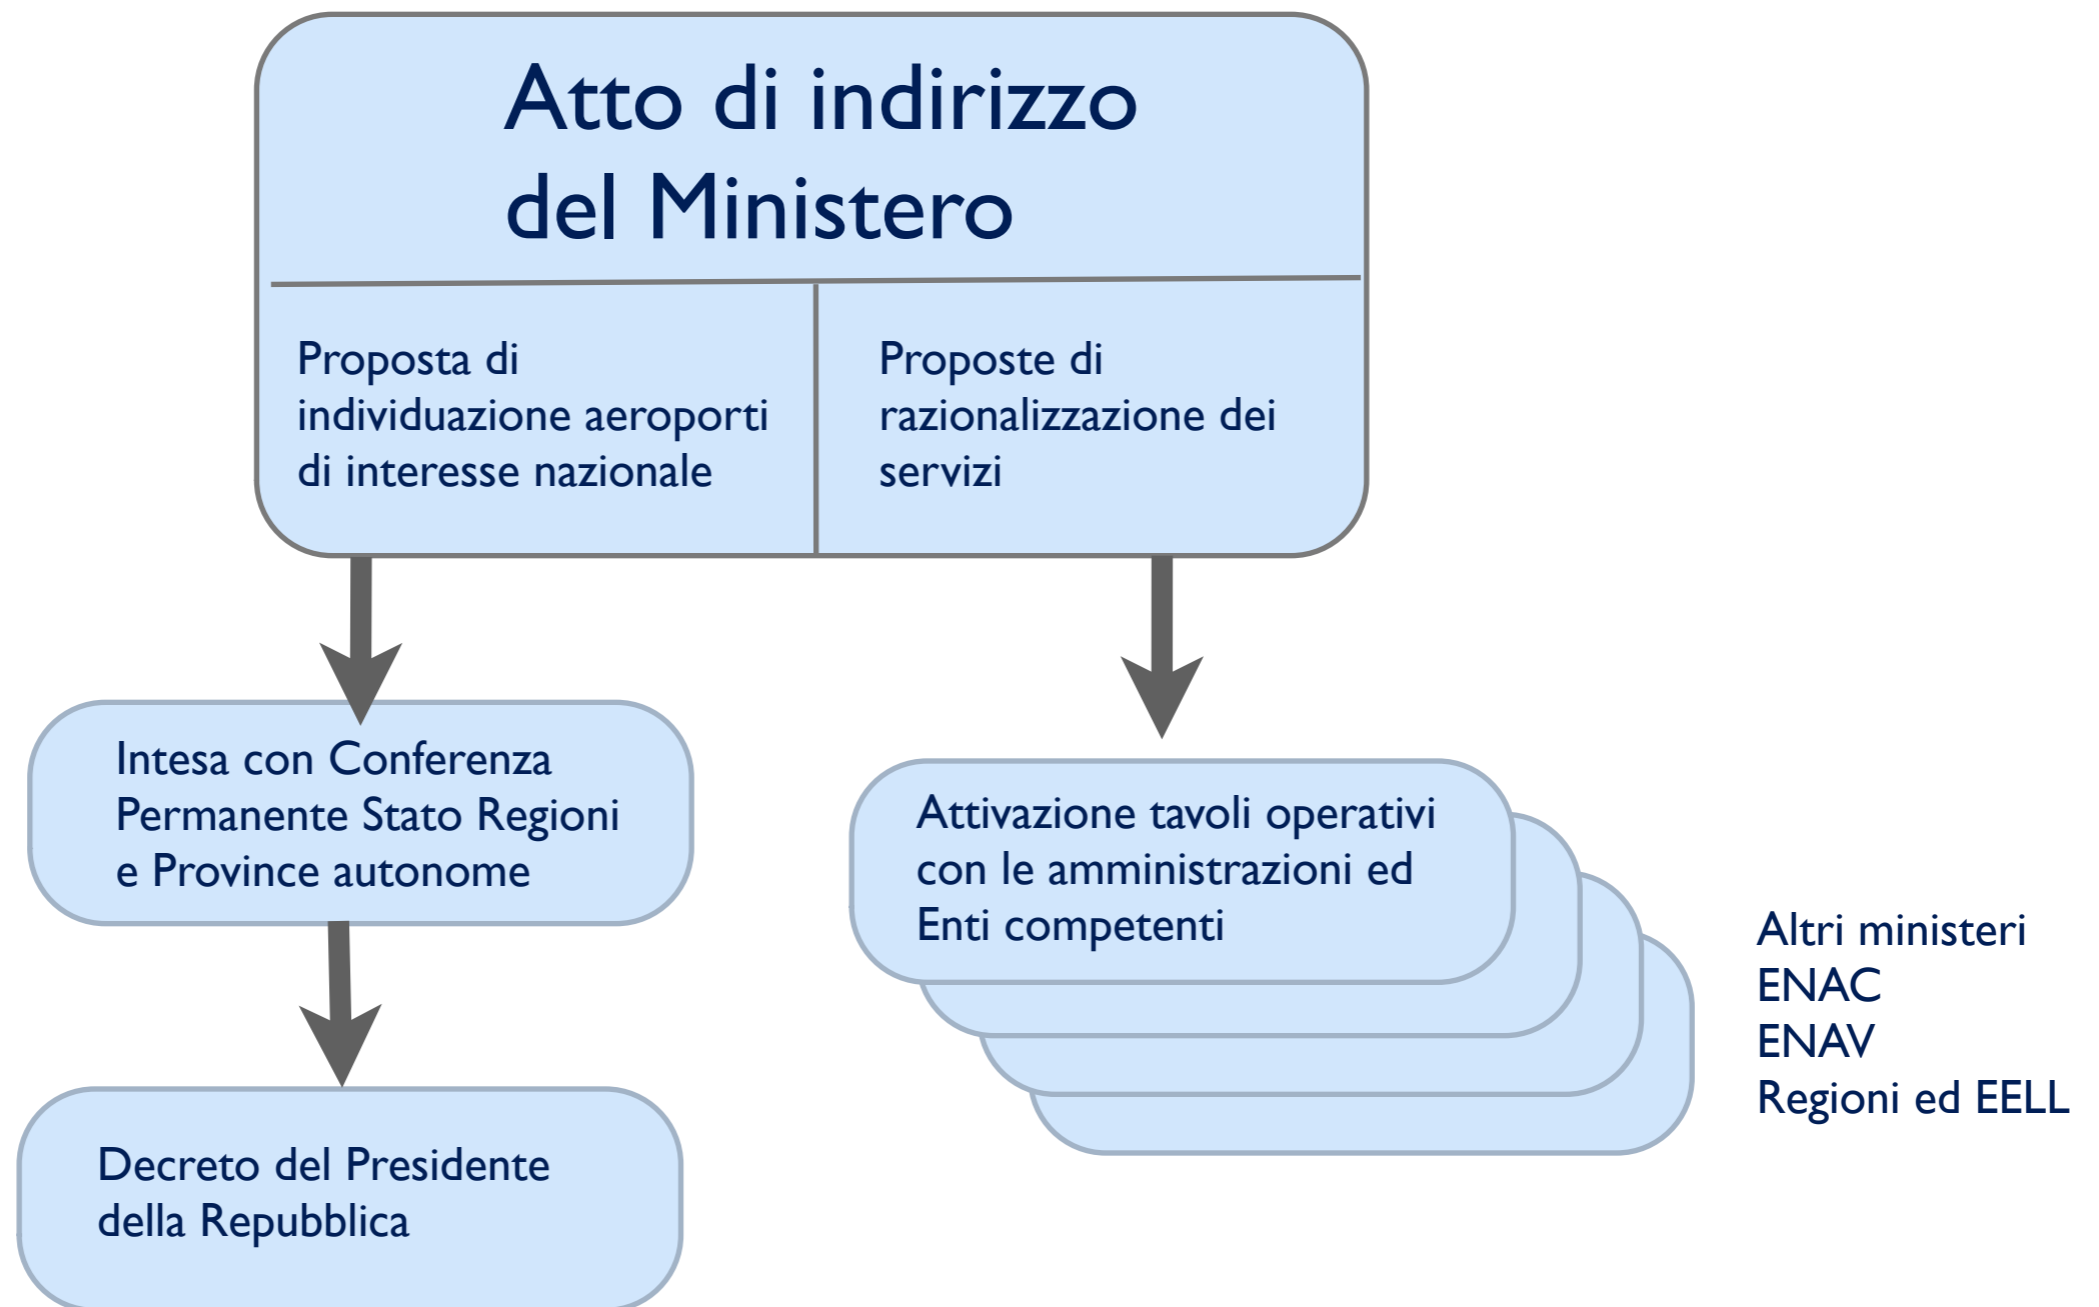 Atto di indirizzo
del Ministero
Proposta di
individuazione aeroporti
di interesse nazionale
Proposte di
razionalizzazione dei
servizi
Intesa con Conferenza
Permanente Stato Regioni
e Province autonome
Attivazione tavoli operativi
con le amministrazioni ed
Enti competenti
Altri ministeri
ENAC
ENAV
Regioni ed EELL
Decreto del Presidente
della Repubblica